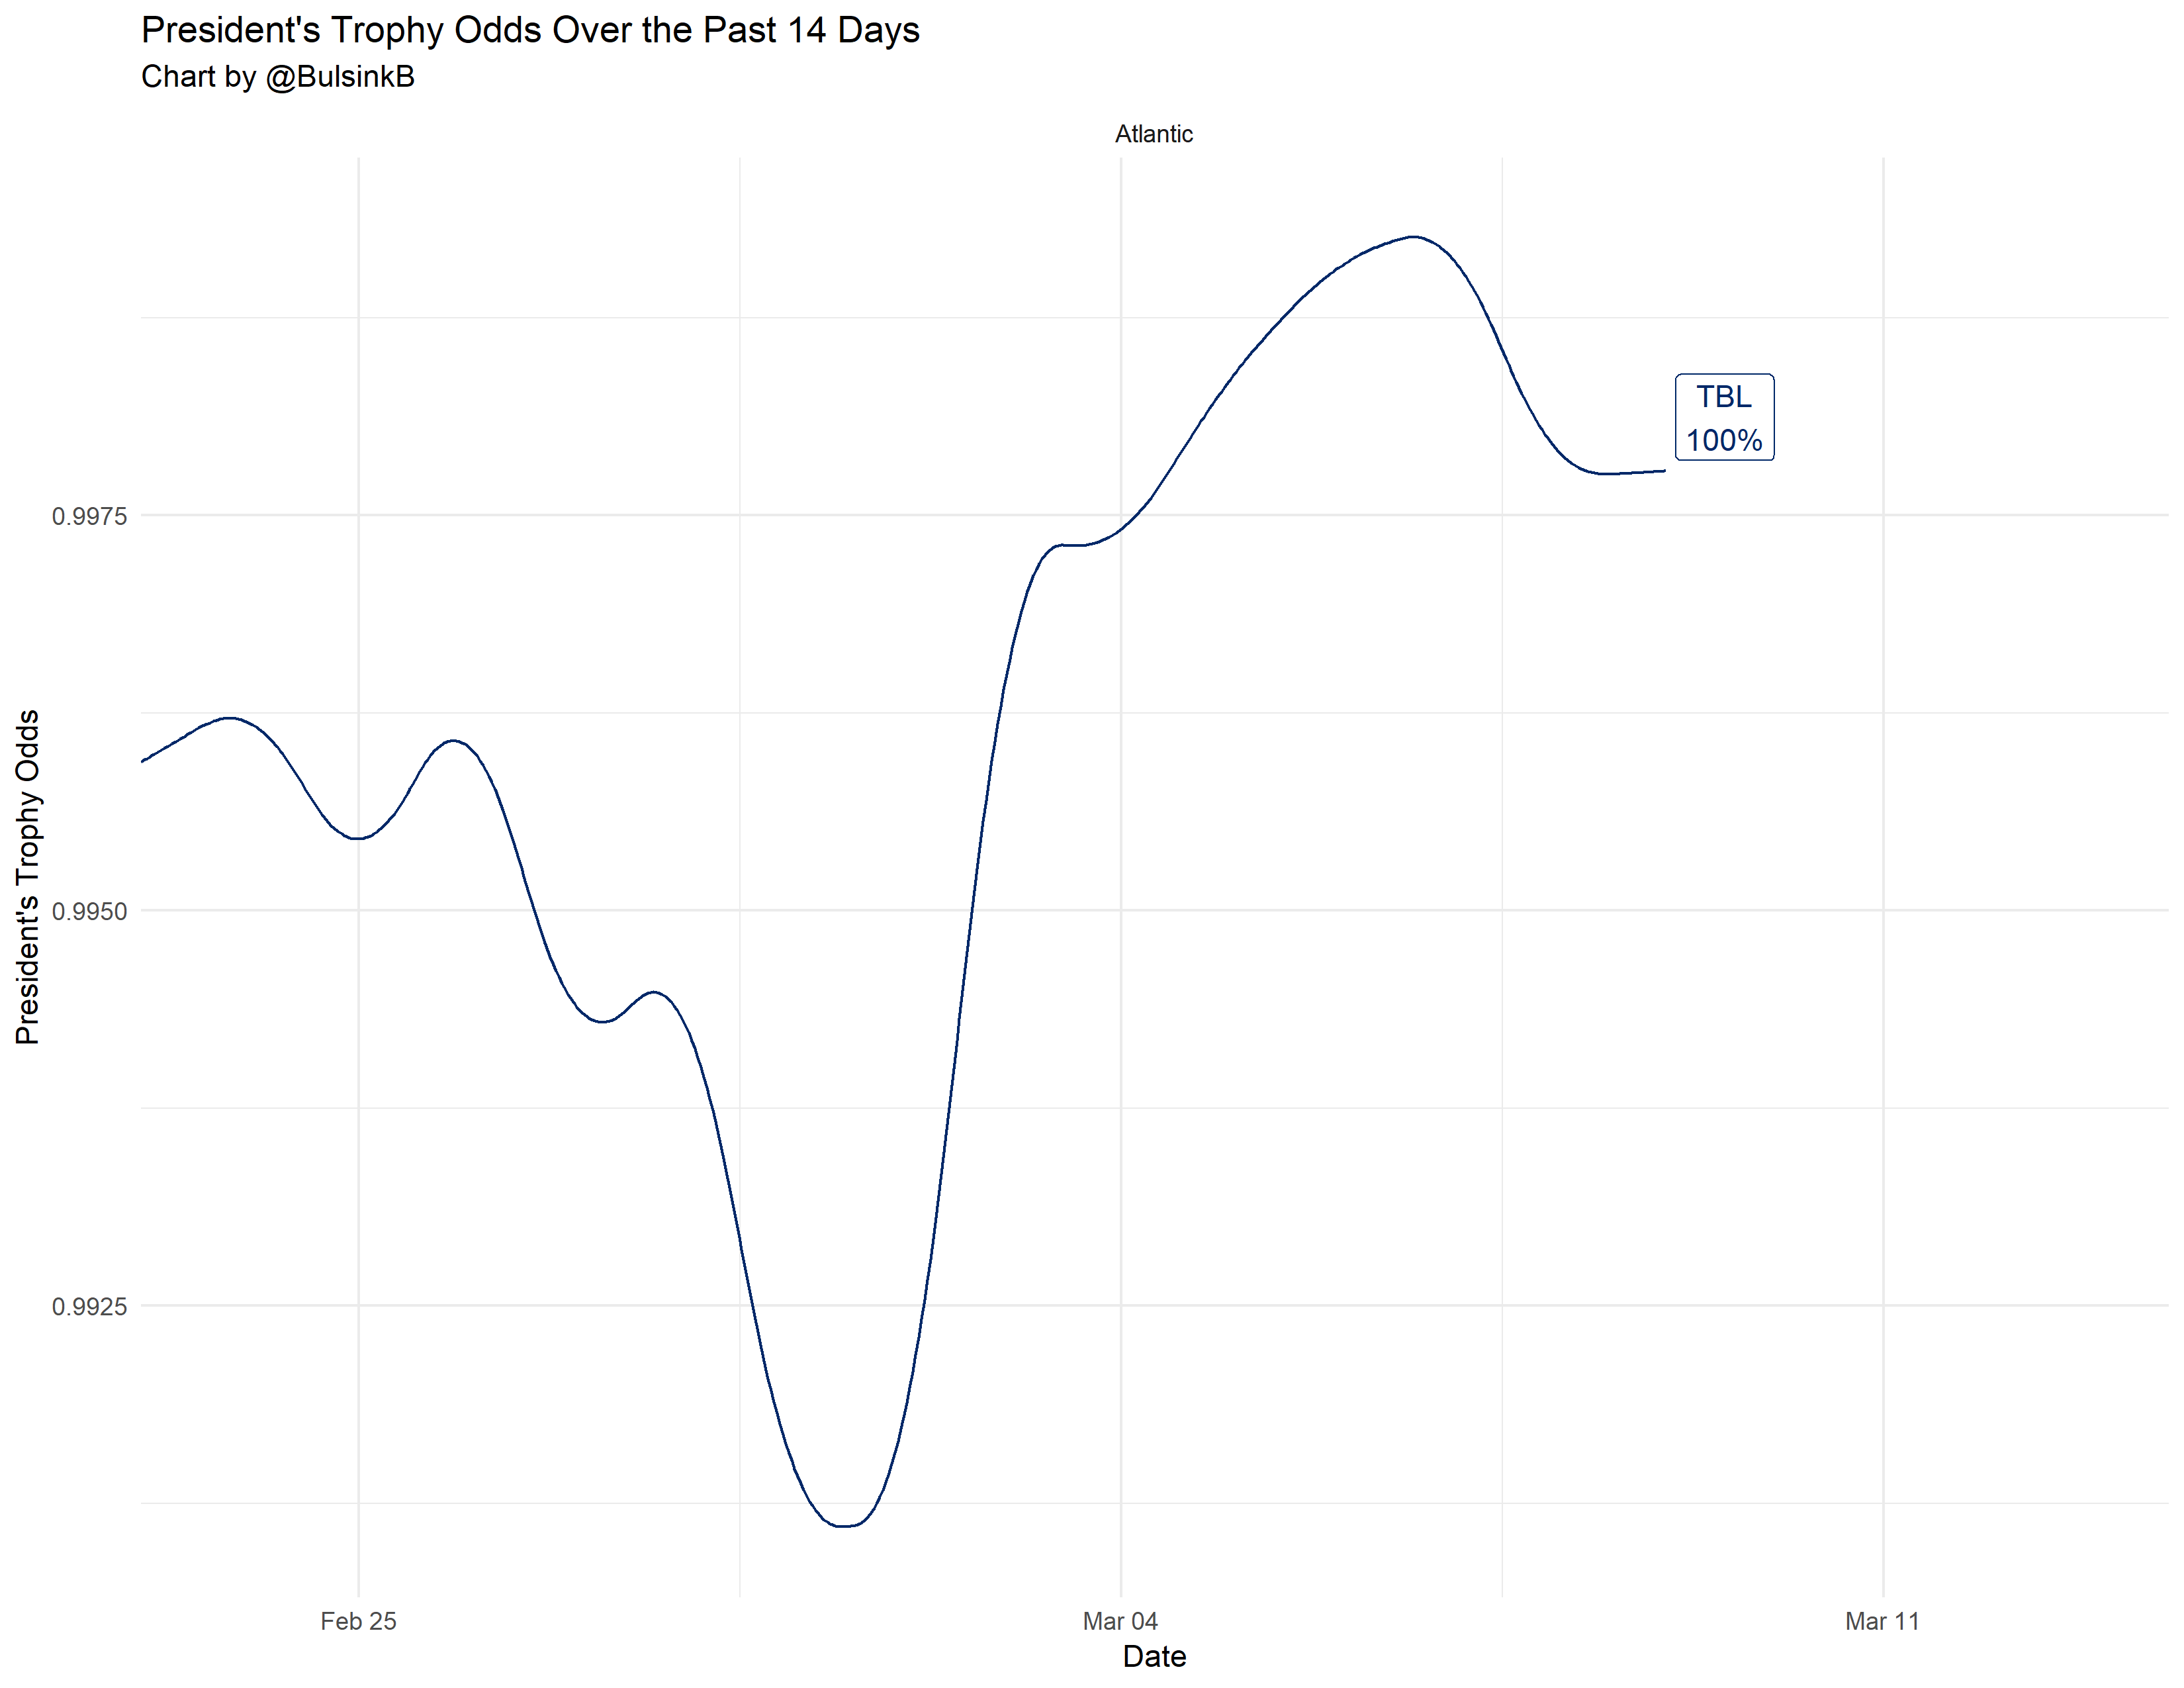 President's Trophy Odds Over the Past 14 Days
Chart by @BulsinkB
Atlantic
TBL
100%
0.9975
0.9950
0.9925
President's Trophy Odds
Feb 25
Mar 04
Mar 11
Date